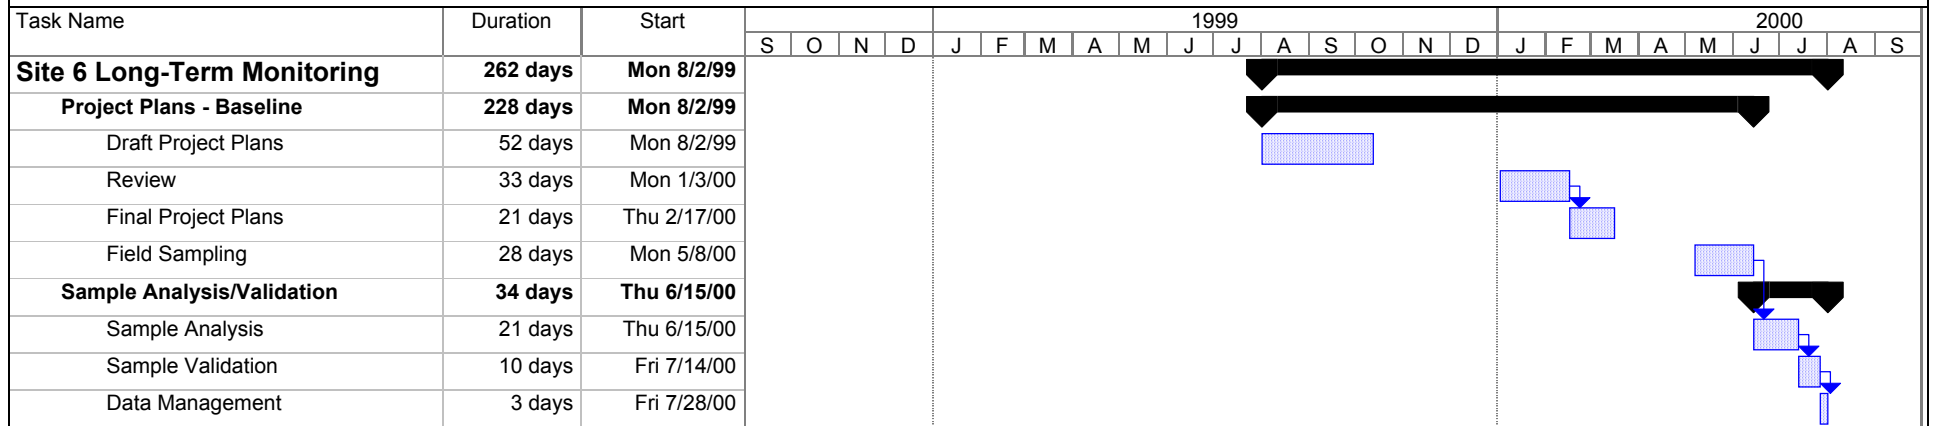 Task Name Duration Start 1999 2000
S O N D J F M A M J J A S O N D J F M A M J J A S
Site 6 Long-Term Monitoring 262 days Mon 8/2/99
Project Plans - Baseline 228 days Mon 8/2/99
Draft Project Plans 52 days Mon 8/2/99
Review 33 days Mon 1/3/00
Final Project Plans 21 days Thu 2/17/00
Field Sampling 28 days Mon 5/8/00
Sample Analysis/Validation 34 days Thu 6/15/00
Sample Analysis 21 days Thu 6/15/00
Sample Validation 10 days Fri 7/14/00
Data Management 3 days Fri 7/28/00